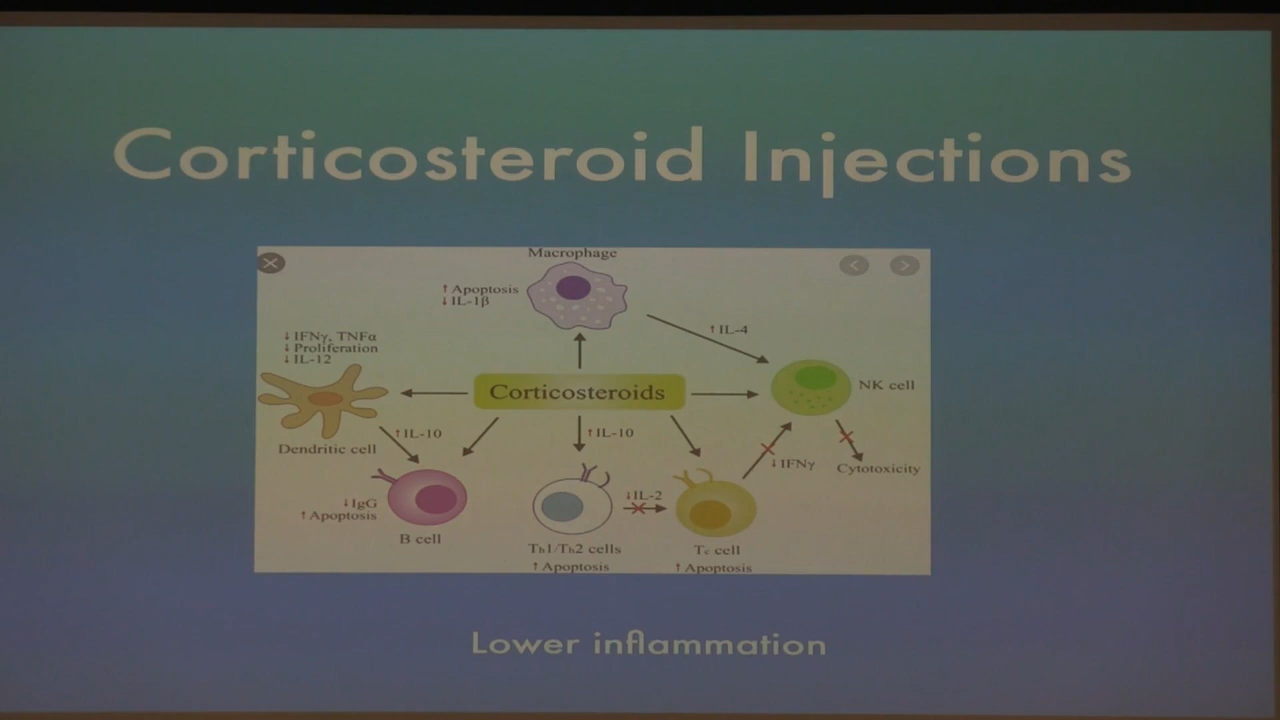 Corticosteroid Injections
Macrophage
↑ Apoptosis
↓ IL-1β
↑ IL-4
↓ IFNγ, TNFα
↓ Proliferation
↓ IL-12
Corticosteroids
NK cell
Dendritic cell
↑ IL-10
↑ IL-10
↓ IFNγ
Cytotoxicity
↓ IgG
↑ Apoptosis
↓ IL-2
B cell
Th1/Th2 cells
↑ Apoptosis
Tc cell
↑ Apoptosis
Lower inflammation